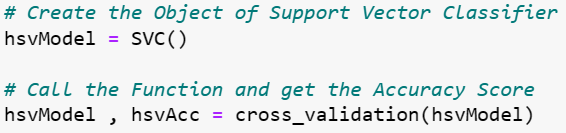 # Create the Object of Support Vector Classifier
hsvModel = SVC()
# Call the Function and get the Accuracy Score
hsvModel , hsvAcc = cross_validation(hsvModel)